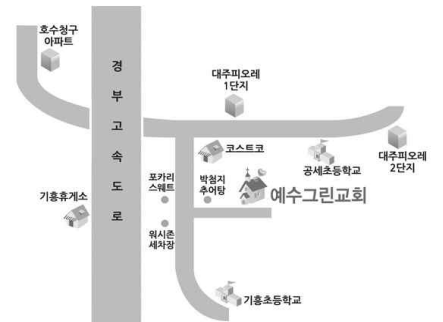 호수청구
아파트
경부고속도로
대주피오레
1단지
코스트코
공세초등학교
대주피오레
2단지
포카리
스웨트
박첨지
추어탕
예수그린교회
기흥휴게소
워시존
세차장
기흥초등학교